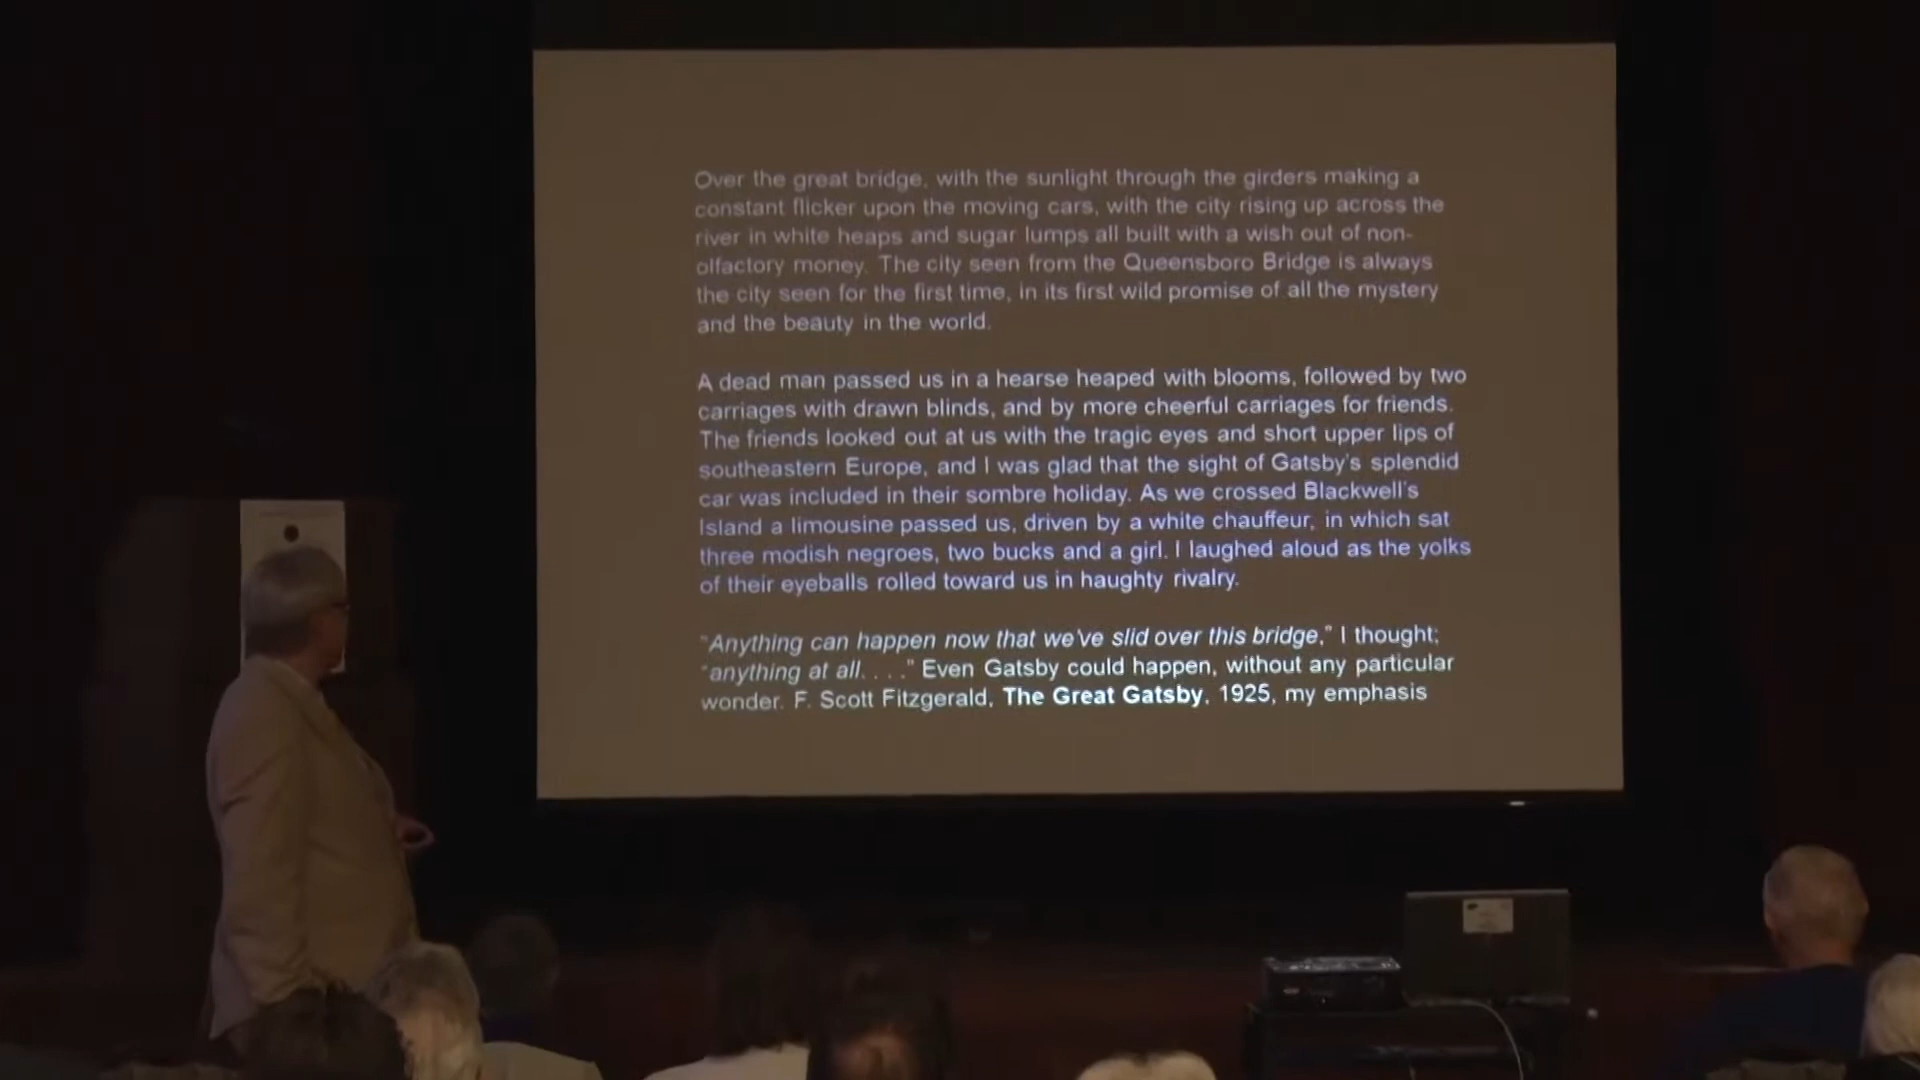 Over the great bridge, with the sunlight through the girders making a
constant flicker upon the moving cars, with the city rising up across the
river in white heaps and sugar lumps all built with a wish out of non-
olfactory money. The city seen from the Queensboro Bridge is always
the city seen for the first time, in its first wild promise of all the mystery
and the beauty in the world.
A dead man passed us in a hearse heaped with blooms, followed by two
carriages with drawn blinds, and by more cheerful carriages for friends.
The friends looked out at us with the tragic eyes and short upper lips of
southeastern Europe, and I was glad that the sight of Gatsby's splendid
car was included in their sombre holiday. As we crossed Blackwell's
Island a limousine passed us, driven by a white chauffeur, in which sat
three modish negroes, two bucks and a girl. I laughed aloud as the yolks
of their eyeballs rolled toward us in haughty rivalry.
"Anything can happen now that we've slid over this bridge," I thought;
"anything at all. . . ." Even Gatsby could happen, without any particular
wonder. F. Scott Fitzgerald, The Great Gatsby, 1925, my emphasis